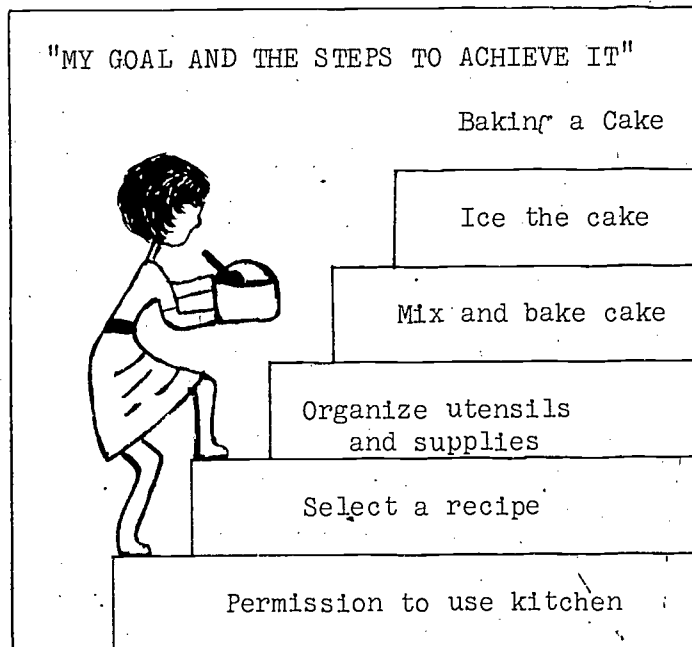 "MY GOAL AND THE STEPS TO ACHIEVE IT"
Baking a Cake
Ice the cake
Mix and bake cake
Organize utensils
and supplies
Select a recipe
Permission to use kitchen